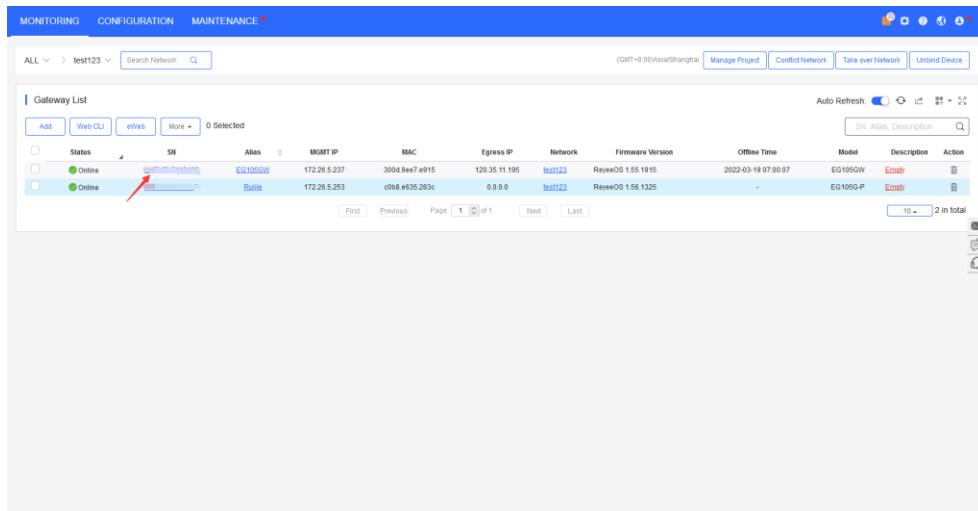 MONITORING CONFIGURATION MAINTENANCE
ALL test123 Search Network (GMT+8:00)Asia/Shanghai Manage Project Conflict Network Take over Network Unbind Device
Gateway List Auto Refresh:
Add Web CLI eWeb More 0 Selected SN, Alias, Description
Status SN Alias MGMT IP MAC Egress IP Network Firmware Version Offline Time Model Description Action
Online EG105GW 172.26.5.237 300d.9ee7.e915 120.35.11.195 test123 ReyeeOS 1.55.1915 2022-03-19 07:00:07 EG105GW Empty
Online Ruijie 172.26.5.253 c0b8.e635.283c 0.0.0.0 test123 ReyeeOS 1.56.1325 - EG105G-P Empty
First Previous Page 1 of 1 Next Last 10 2 in total